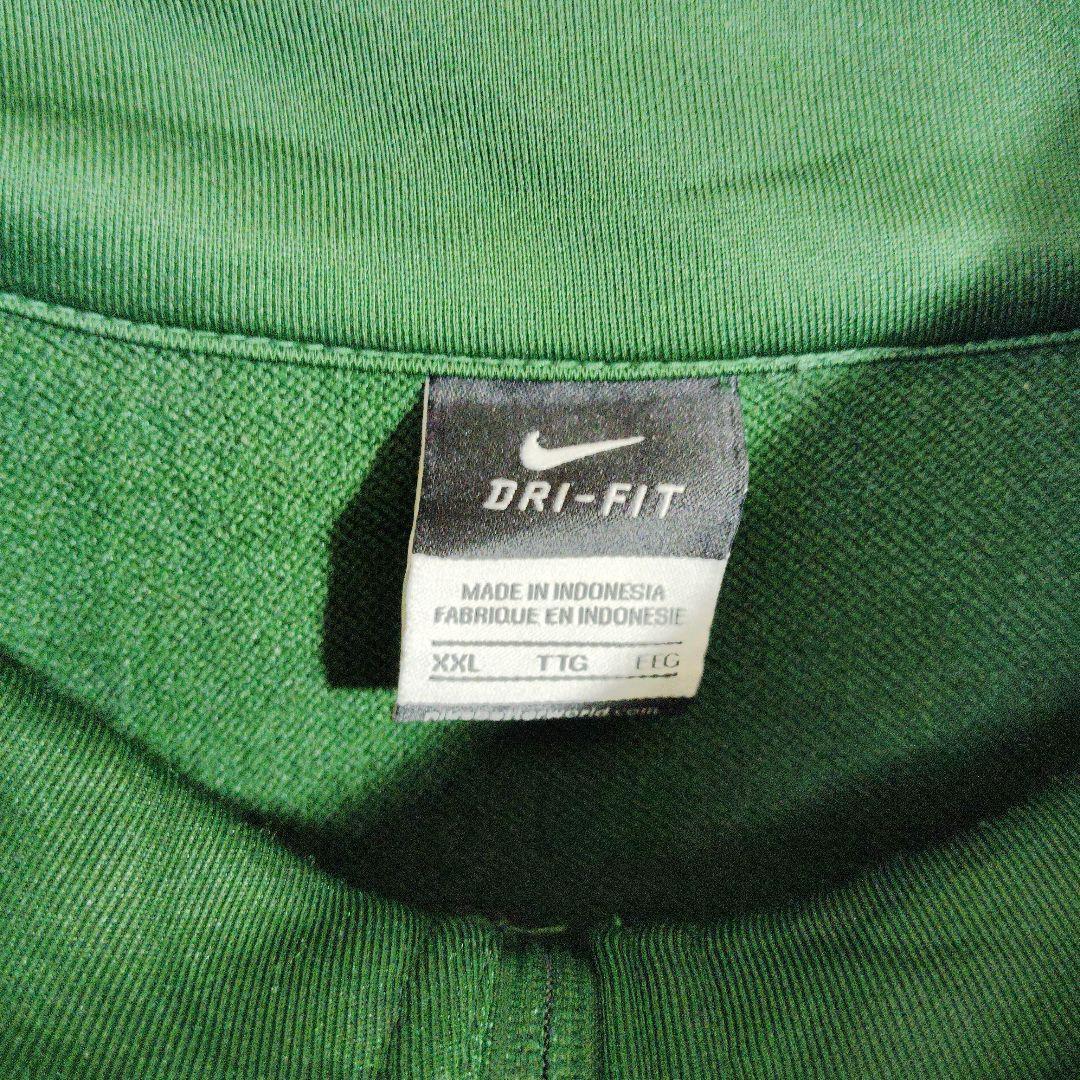 DRI-FIT
MADE IN INDONESIA
FABRIQUE EN INDONESIE
XXL TTG EEG